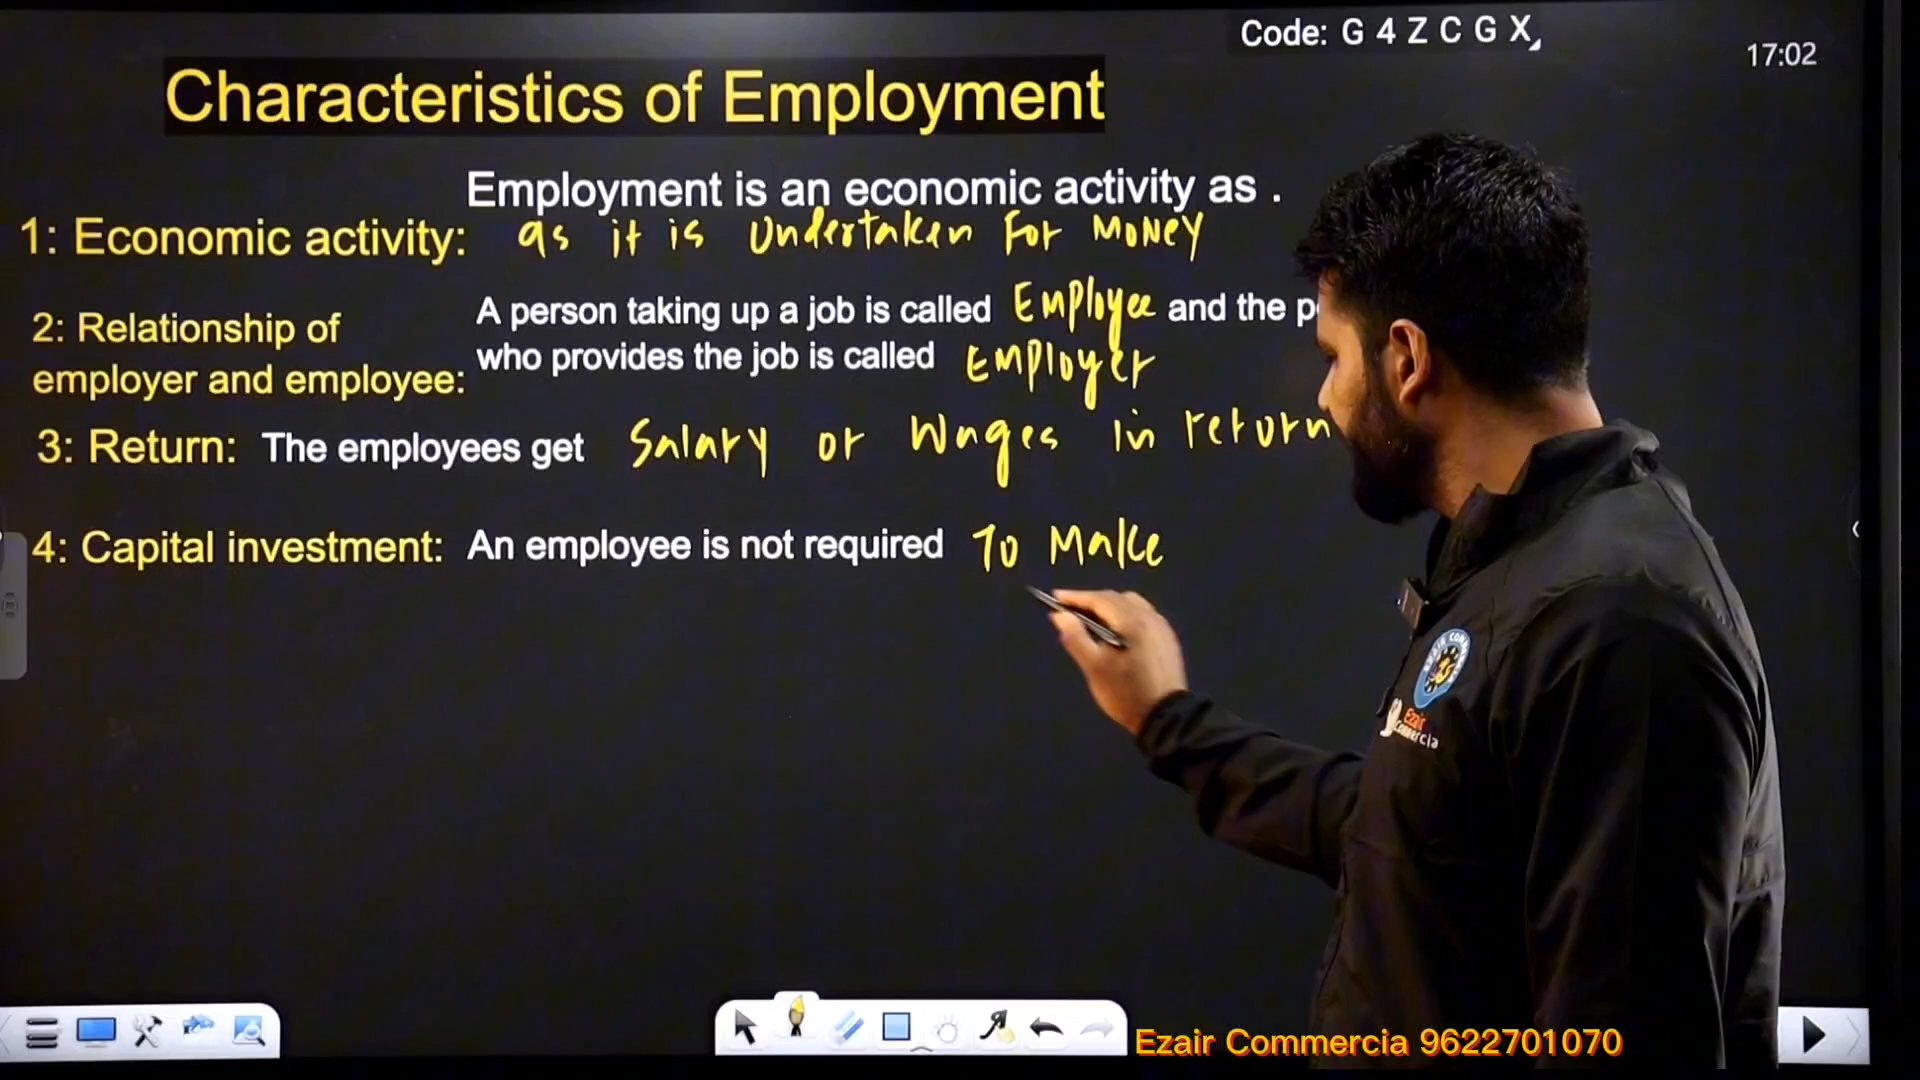 Code: G 4 Z C G X
17:02
Characteristics of Employment
Employment is an economic activity as .
1: Economic activity: as it is Undertaken For MoNey
2: Relationship of employer and employee:
A person taking up a job is called Employee and the
who provides the job is called Employer
3: Return: The employees get Salary or Wages in return
4: Capital investment: An employee is not required To Make
Ezair
Commercia
Ezair Commercia 9622701070